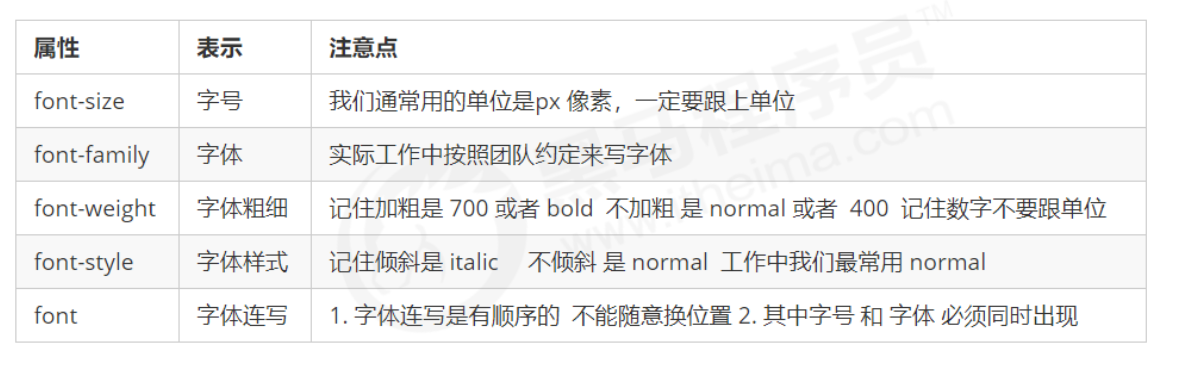 属性 表示 注意点
font-size 字号 我们通常用的单位是px 像素，一定要跟上单位
font-family 字体 实际工作中按照团队约定来写字体
font-weight 字体粗细 记住加粗是 700 或者 bold 不加粗 是 normal 或者 400 记住数字不要跟单位
font-style 字体样式 记住倾斜是 italic 不倾斜 是 normal 工作中我们最常用 normal
font 字体连写 1. 字体连写是有顺序的 不能随意换位置 2. 其中字号 和 字体 必须同时出现
黑马程序员™
www.itheima.com